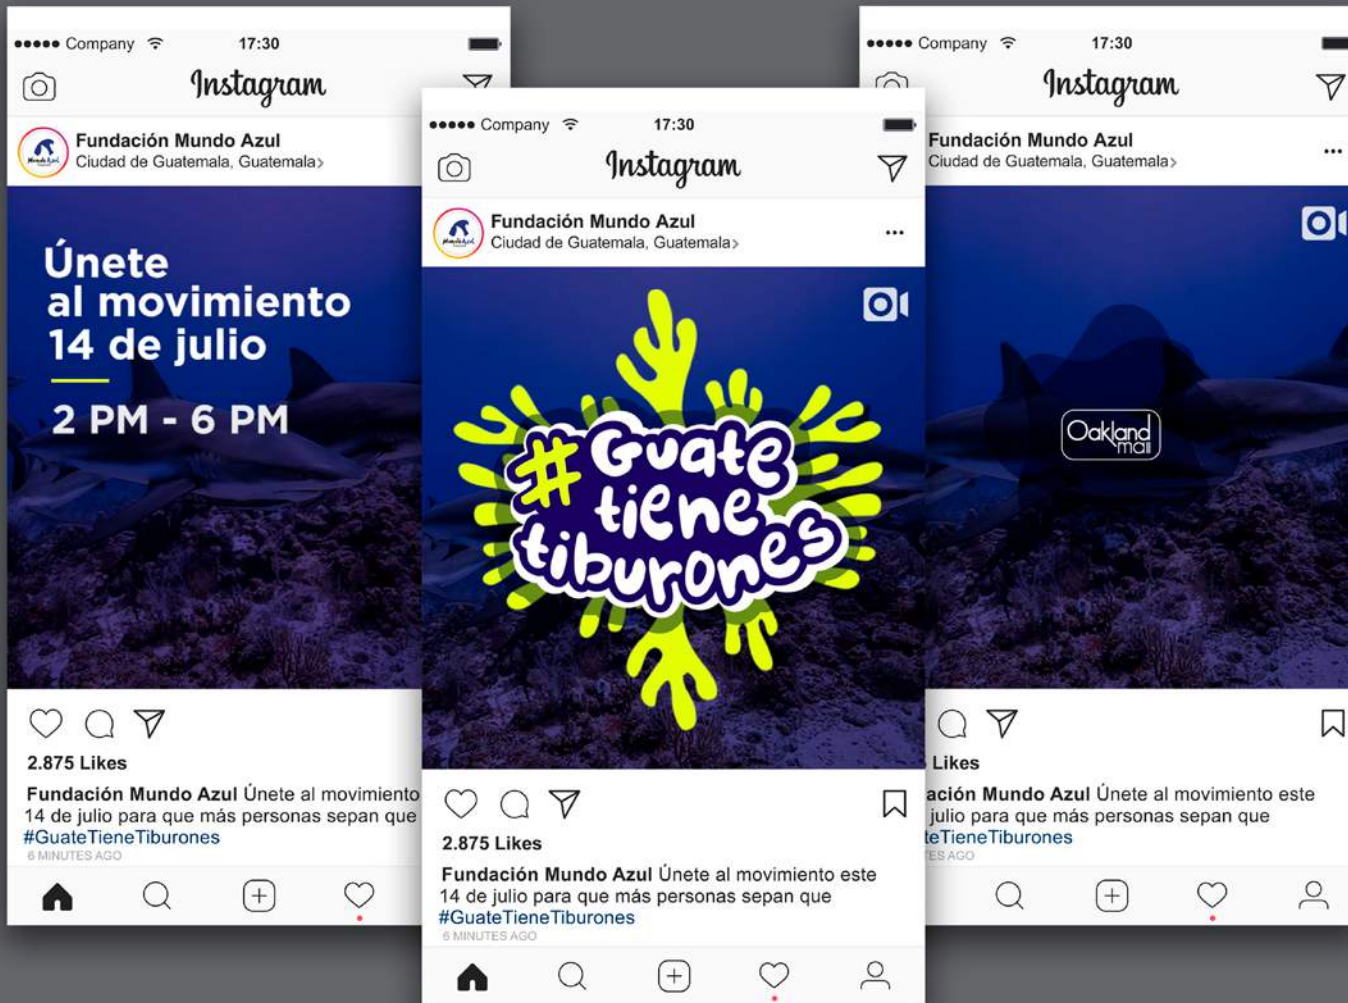 Company
17:30
Instagram
Fundación Mundo Azul
Ciudad de Guatemala, Guatemala>
Únete
al movimiento
14 de julio
2 PM - 6 PM
2.875 Likes
Fundación Mundo Azul Únete al movimiento
14 de julio para que más personas sepan que
#GuateTieneTiburones
6 MINUTES AGO
Company
17:30
Instagram
Fundación Mundo Azul
Ciudad de Guatemala, Guatemala>
#Guate
tiene
tiburones
2.875 Likes
Fundación Mundo Azul Únete al movimiento este
14 de julio para que más personas sepan que
#GuateTieneTiburones
6 MINUTES AGO
Company
17:30
Instagram
Fundación Mundo Azul
Ciudad de Guatemala, Guatemala>
Oakland
mall
Likes
ación Mundo Azul Únete al movimiento este
julio para que más personas sepan que
teTieneTiburones
ES AGO